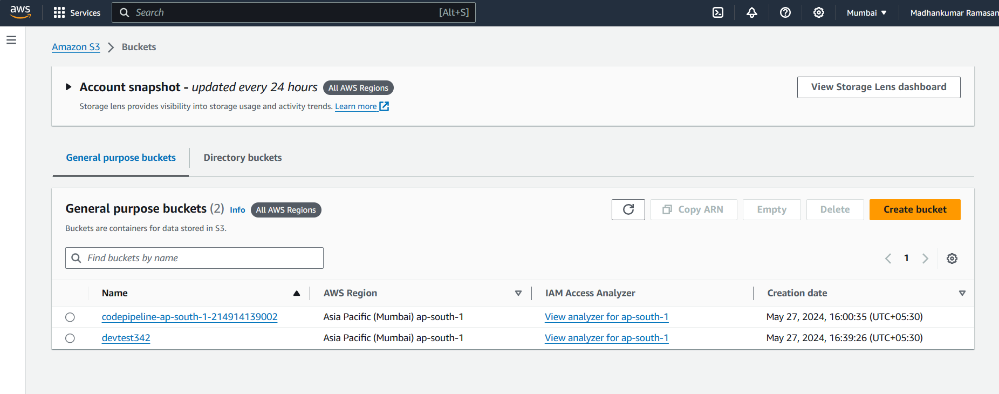 aws Services Search [Alt+S] Mumbai Madhankumar Ramasam
Amazon S3 Buckets
Account snapshot - updated every 24 hours All AWS Regions View Storage Lens dashboard
Storage lens provides visibility into storage usage and activity trends. Learn more
General purpose buckets Directory buckets
General purpose buckets (2) Info All AWS Regions Copy ARN Empty Delete Create bucket
Buckets are containers for data stored in S3.
Find buckets by name 1
Name AWS Region IAM Access Analyzer Creation date
codepipeline-ap-south-1-214914139002 Asia Pacific (Mumbai) ap-south-1 View analyzer for ap-south-1 May 27, 2024, 16:00:35 (UTC+05:30)
devtest342 Asia Pacific (Mumbai) ap-south-1 View analyzer for ap-south-1 May 27, 2024, 16:39:26 (UTC+05:30)